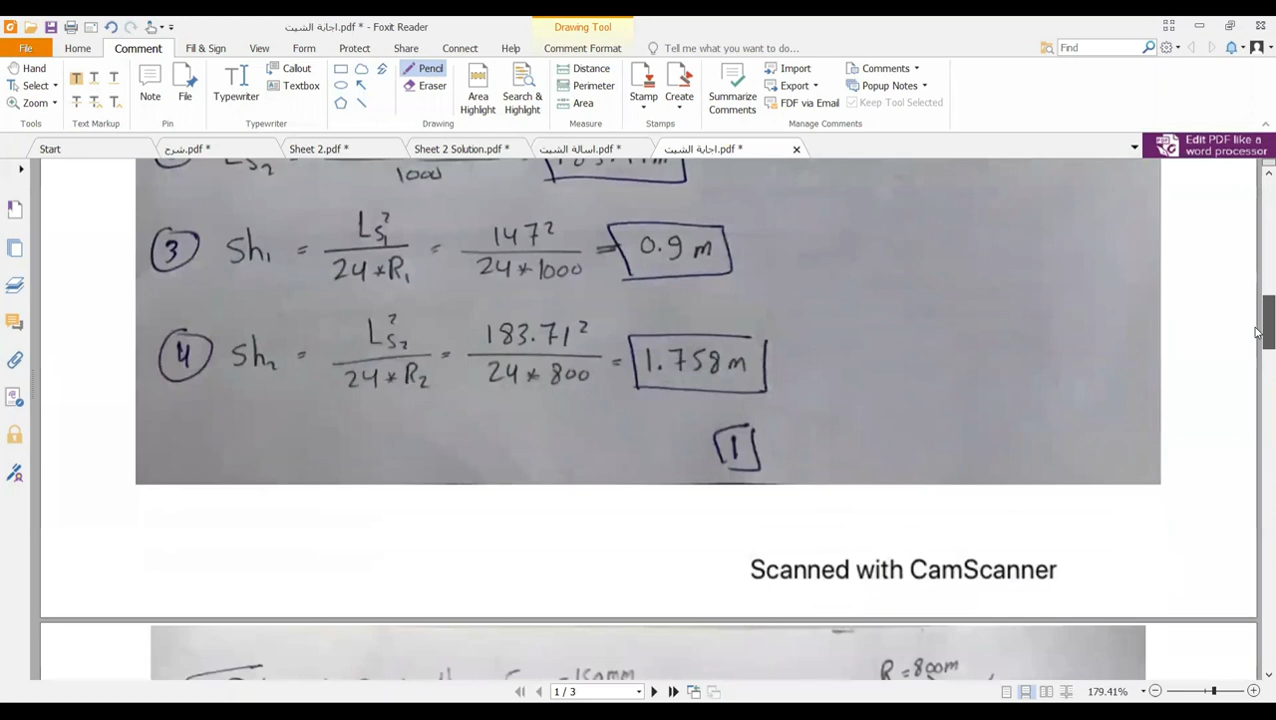 اجابة الشيت.pdf * - Foxit Reader
Drawing Tool
File Home Comment Fill & Sign View Form Protect Share Connect Help Comment Format Tell me what you want to do... Find
Hand
Select
Zoom
Tools
Text Markup
Note
File
Pin
Typewriter
Callout
Textbox
Typewriter
Pencil
Eraser
Area Highlight
Search & Highlight
Drawing
Distance
Perimeter
Area
Measure
Stamp
Create
Stamps
Summarize Comments
Import
Export
FDF via Email
Comments
Popup Notes
Keep Tool Selected
Manage Comments
Start شرح.pdf * Sheet 2.pdf * Sheet 2 Solution.pdf * اسالة الشيت.pdf * اجابة الشيت.pdf *
Edit PDF like a word processor
LS2 1000
3 Sh1 = LS1² / 24*R1 = 147² / 24*1000 = 0.9 m
4 Sh2 = LS2² / 24*R2 = 183.71² / 24*800 = 1.758 m
1
Scanned with CamScanner
R=800m
1 / 3
179.41%